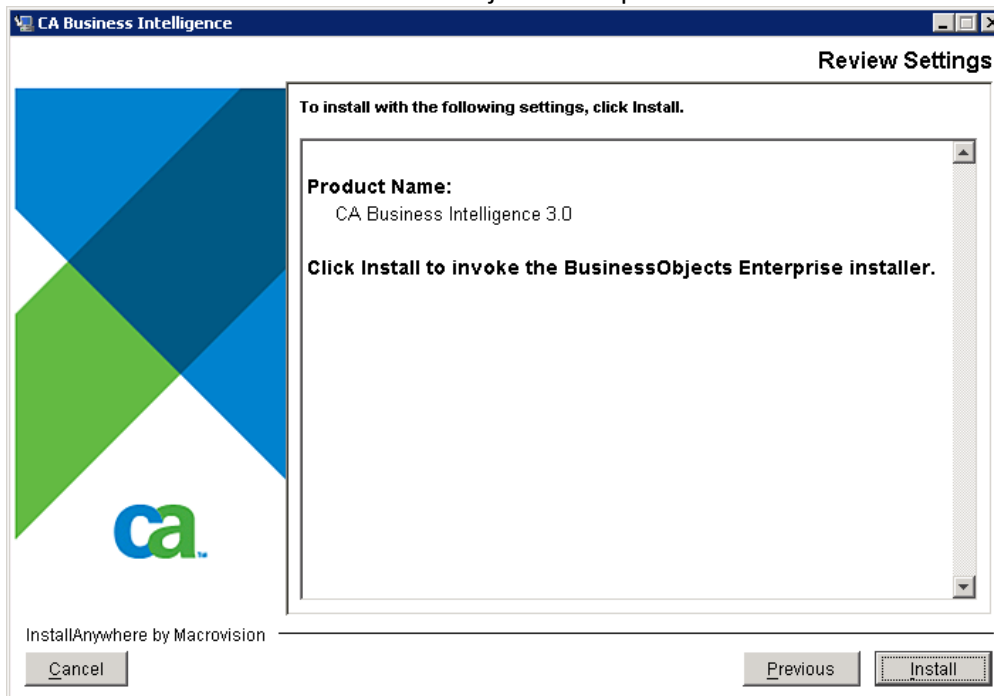 CA Business Intelligence
Review Settings
To install with the following settings, click Install.
Product Name:
CA Business Intelligence 3.0
Click Install to invoke the BusinessObjects Enterprise installer.
ca
InstallAnywhere by Macrovision
Cancel
Previous
Install